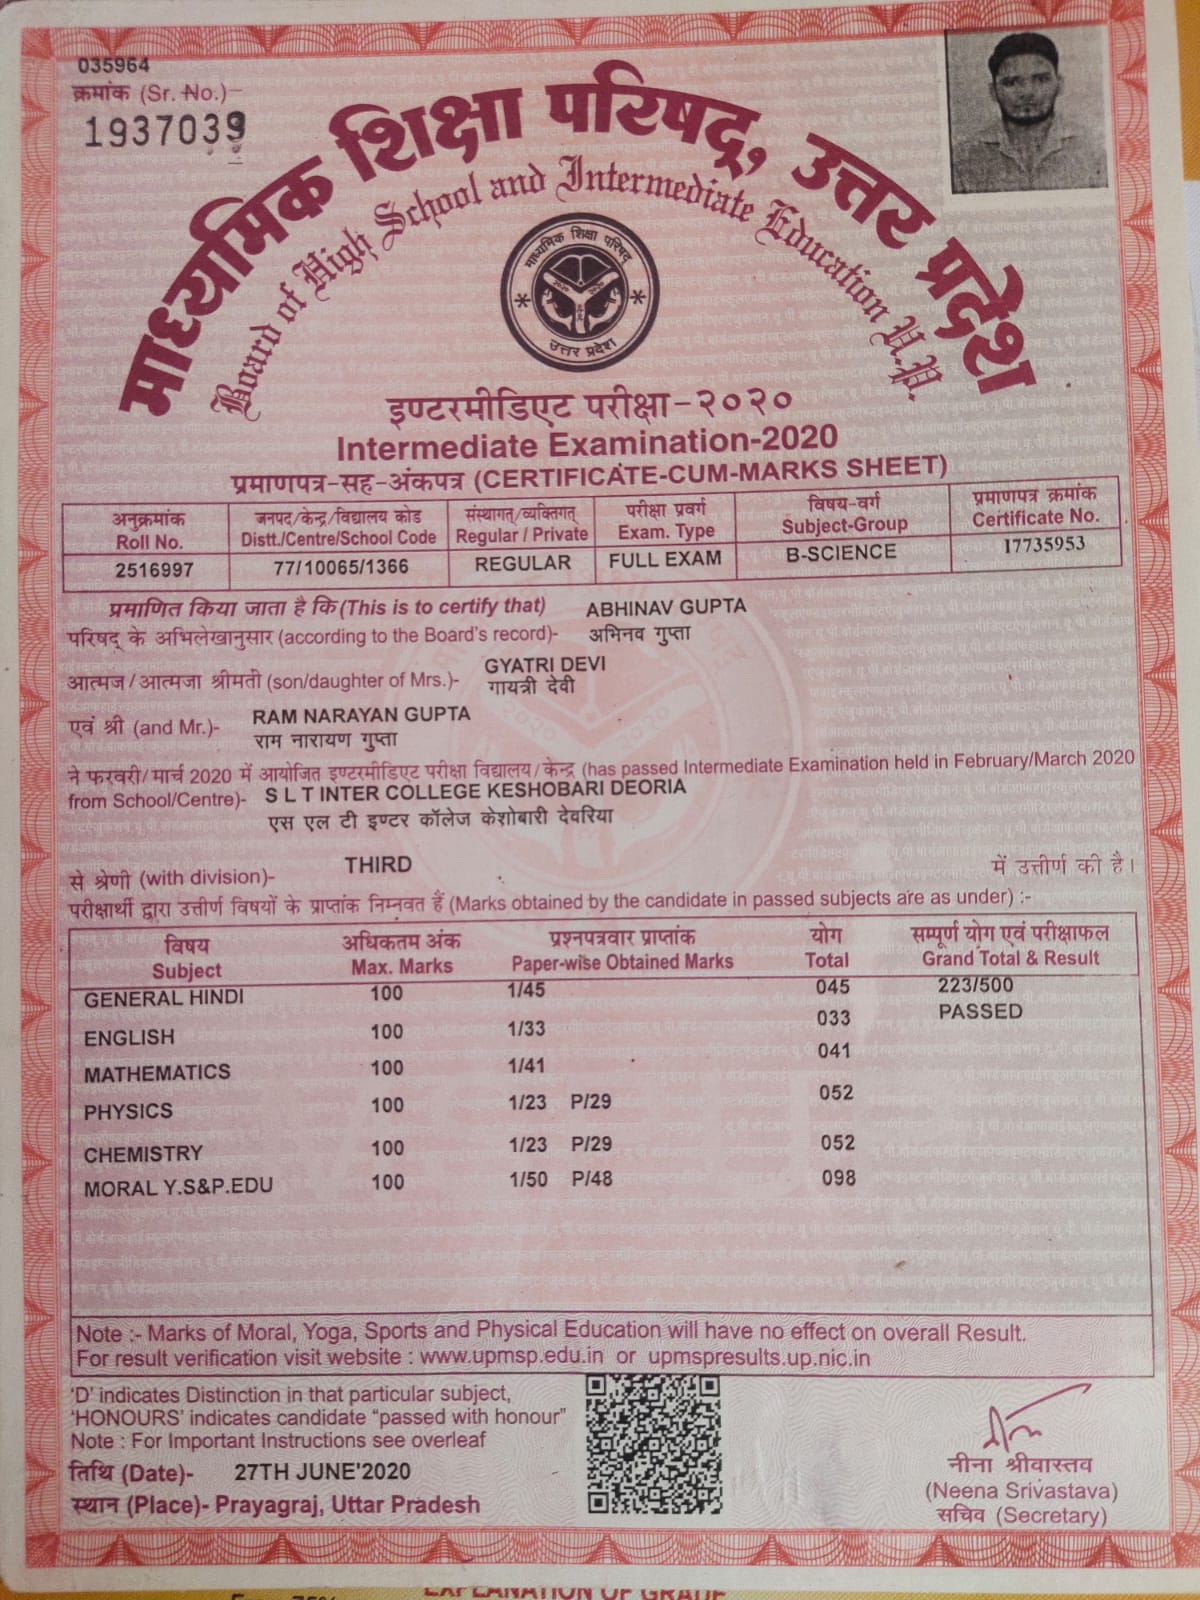 035964
क्रमांक (Sr. No.)-
1937039
माध्यमिक शिक्षा परिषद्, उत्तर प्रदेश
Board of High School and Intermediate Education U.P.
माध्यमिक शिक्षा परिषद्
उत्तर प्रदेश
इण्टरमीडिएट परीक्षा-२०२०
Intermediate Examination-2020
प्रमाणपत्र-सह-अंकपत्र (CERTIFICATE-CUM-MARKS SHEET)
अनुक्रमांक जनपद/केन्द्र/विद्यालय कोड संस्थागत्/व्यक्तिगत् परीक्षा प्रवर्ग विषय-वर्ग प्रमाणपत्र क्रमांक
Roll No. Distt./Centre/School Code Regular / Private Exam. Type Subject-Group Certificate No.
2516997 77/10065/1366 REGULAR FULL EXAM B-SCIENCE 17735953
प्रमाणित किया जाता है कि (This is to certify that) ABHINAV GUPTA
परिषद् के अभिलेखानुसार (according to the Board's record)- अभिनव गुप्ता
GYATRI DEVI
आत्मज/आत्मजा श्रीमती (son/daughter of Mrs.)- गायत्री देवी
RAM NARAYAN GUPTA
एवं श्री (and Mr.)- राम नारायण गुप्ता
ने फरवरी/मार्च 2020 में आयोजित इण्टरमीडिएट परीक्षा विद्यालय/केन्द्र (has passed Intermediate Examination held in February/March 2020
from School/Centre)- S L T INTER COLLEGE KESHOBARI DEORIA
एस एल टी इण्टर कॉलेज केशोबारी देवरिया
से श्रेणी (with division)- THIRD में उत्तीर्ण की है।
परीक्षार्थी द्वारा उत्तीर्ण विषयों के प्राप्तांक निम्नवत हैं (Marks obtained by the candidate in passed subjects are as under) :-
विषय अधिकतम अंक प्रश्नपत्रवार प्राप्तांक योग सम्पूर्ण योग एवं परीक्षाफल
Subject Max. Marks Paper-wise Obtained Marks Total Grand Total & Result
GENERAL HINDI 100 1/45 045 223/500
ENGLISH 100 1/33 033 PASSED
MATHEMATICS 100 1/41 041
PHYSICS 100 1/23 P/29 052
CHEMISTRY 100 1/23 P/29 052
MORAL Y.S&P.EDU 100 1/50 P/48 098
Note :- Marks of Moral, Yoga, Sports and Physical Education will have no effect on overall Result.
For result verification visit website : www.upmsp.edu.in or upmspresults.up.nic.in
'D' indicates Distinction in that particular subject,
'HONOURS' indicates candidate "passed with honour"
Note : For Important Instructions see overleaf
तिथि (Date)- 27TH JUNE'2020
स्थान (Place)- Prayagraj, Uttar Pradesh
नीना श्रीवास्तव
(Neena Srivastava)
सचिव (Secretary)
EXPLANATION OF GRADE